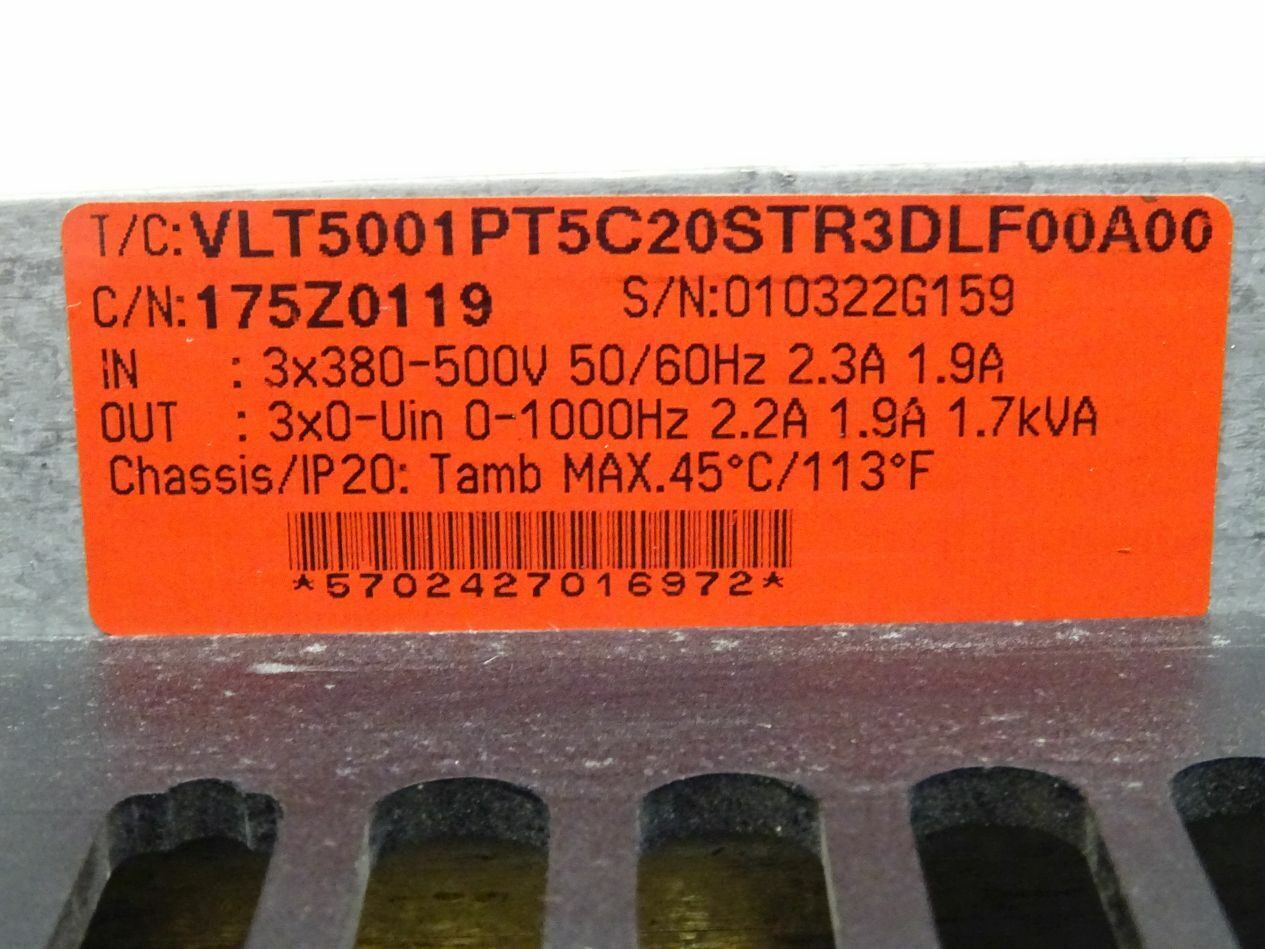 T/C:VLT5001PT5C20STR3DLF00A00
C/N:175Z0119 S/N:010322G159
IN : 3x380-500V 50/60Hz 2.3A 1.9A
OUT : 3x0-Uin 0-1000Hz 2.2A 1.9A 1.7kVA
Chassis/IP20: Tamb MAX.45°C/113°F
*5702427016972*